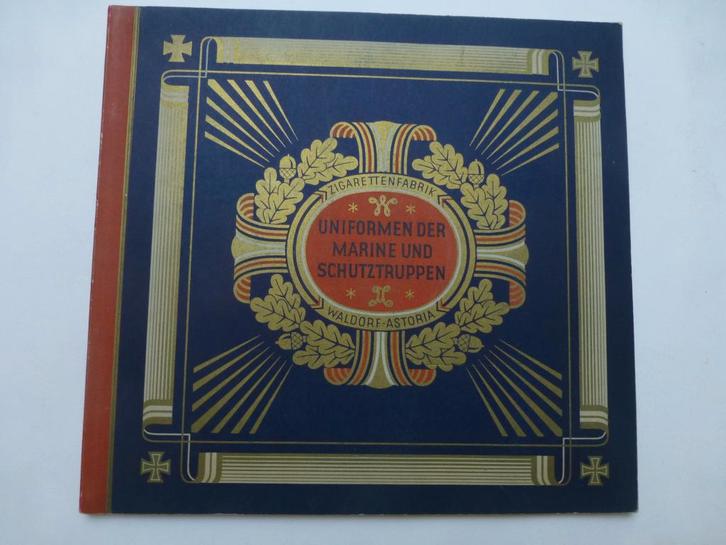 ZIGARETTENFABRIK
UNIFORMEN DER
MARINE UND
SCHUTZTRUPPEN
WALDORF-ASTORIA